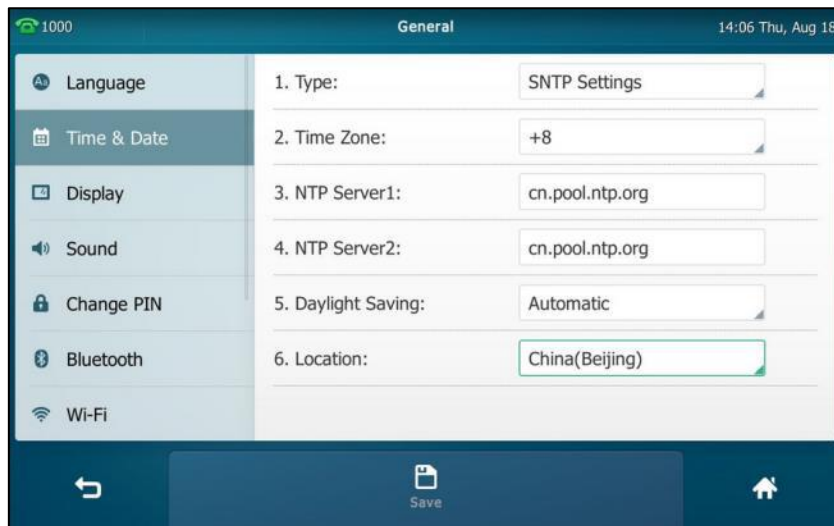 1000 General 14:06 Thu, Aug 18
Language
Time & Date
Display
Sound
Change PIN
Bluetooth
Wi-Fi
1. Type: SNTP Settings
2. Time Zone: +8
3. NTP Server1: cn.pool.ntp.org
4. NTP Server2: cn.pool.ntp.org
5. Daylight Saving: Automatic
6. Location: China(Beijing)
Save